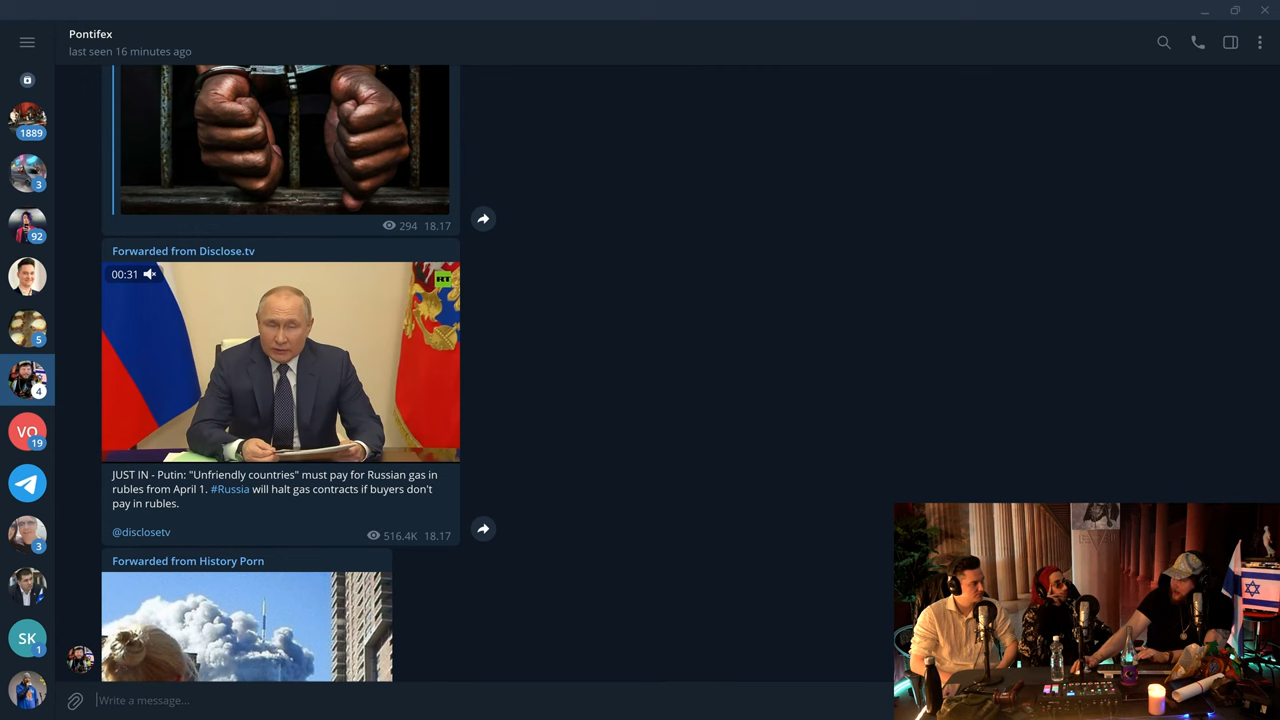 Pontifex
last seen 16 minutes ago
1889
3
92
5
4
VO
19
3
SK
1
294 18.17
Forwarded from Disclose.tv
00:31
RT
JUST IN - Putin: "Unfriendly countries" must pay for Russian gas in
rubles from April 1. #Russia will halt gas contracts if buyers don't
pay in rubles.
@disclosetv
516.4K 18.17
Forwarded from History Porn
Write a message...